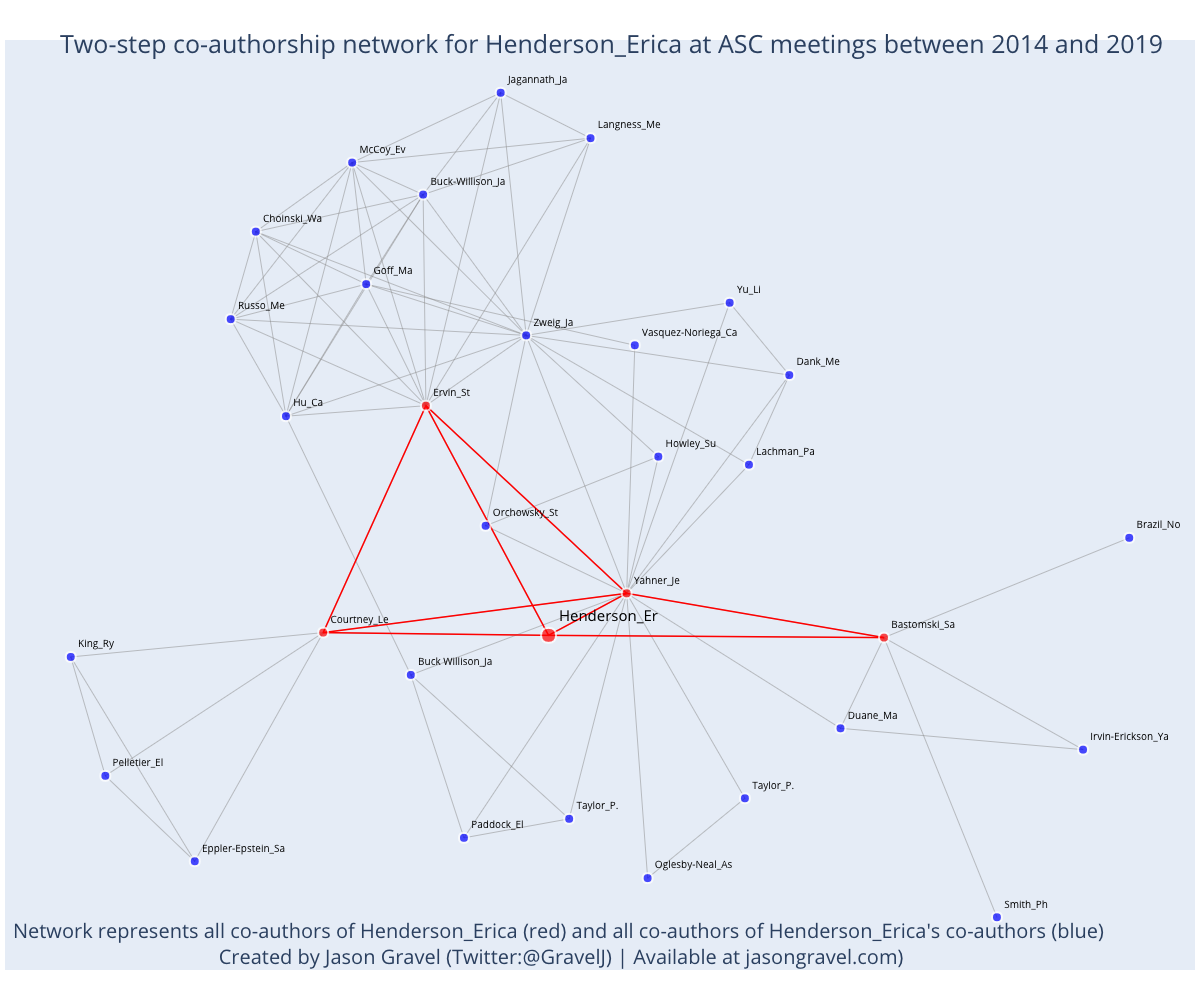 Two-step co-authorship network for Henderson_Erica at ASC meetings between 2014 and 2019
Jagannath_Ja
Langness_Me
McCoy_Ev
Buck-Willison_Ja
Choinski_Wa
Goff_Ma
Yu_Li
Russo_Me
Zweig_Ja
Vasquez-Noriega_Ca
Dank_Me
Ervin_St
Hu_Ca
Howley_Su
Lachman_Pa
Orchowsky_St
Brazil_No
Yahner_Je
Henderson_Er
Courtney_Le
Bastomski_Sa
King_Ry
Buck Willison_Ja
Duane_Ma
Irvin-Erickson_Ya
Pelletier_El
Taylor_P.
Taylor_P.
Paddock_El
Eppler-Epstein_Sa
Oglesby-Neal_As
Smith_Ph
Network represents all co-authors of Henderson_Erica (red) and all co-authors of Henderson_Erica's co-authors (blue)
Created by Jason Gravel (Twitter:@GravelJ) | Available at jasongravel.com)